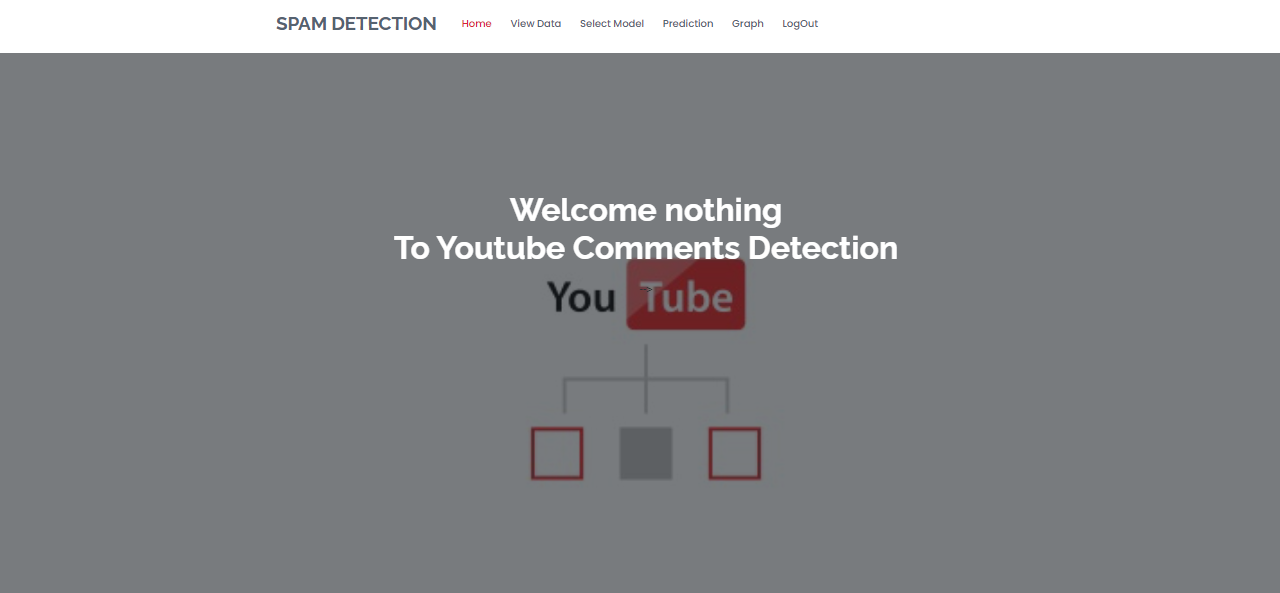 SPAM DETECTION Home View Data Select Model Prediction Graph LogOut
Welcome nothing
To Youtube Comments Detection
You Tube
-->